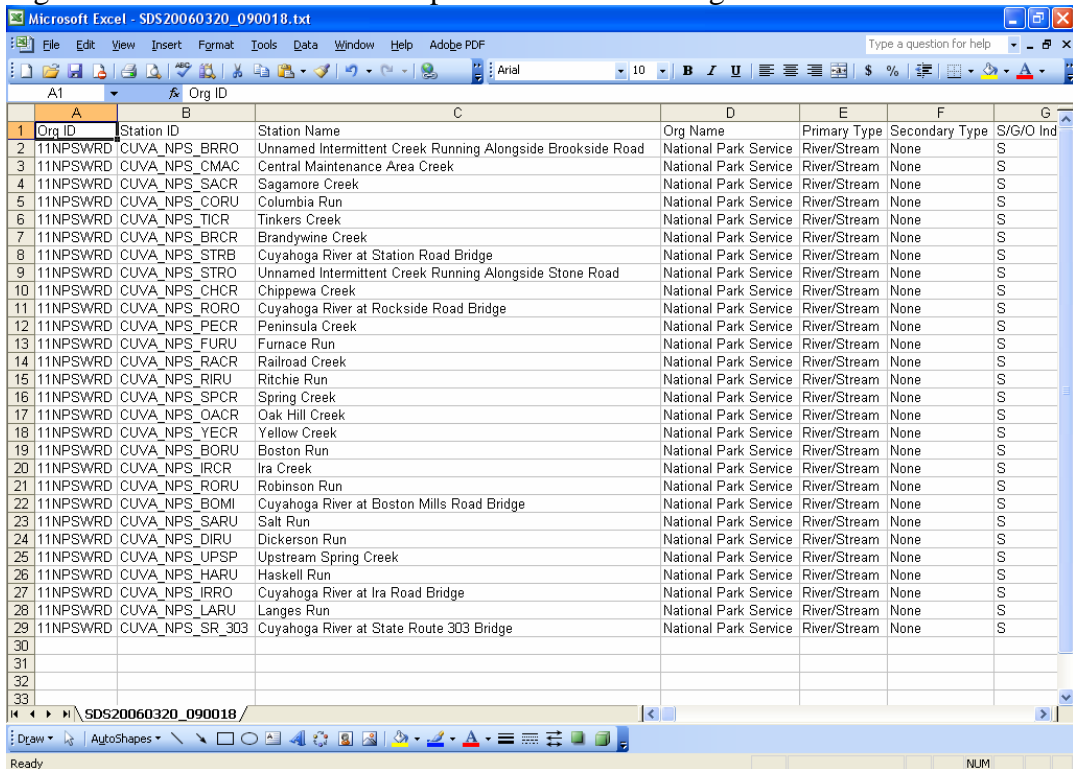 Microsoft Excel - SDS20060320_090018.txt
File Edit View Insert Format Tools Data Window Help Adobe PDF Type a question for help
Arial 10 B I U $ %
A1 fx Org ID
A B C D E F G
1 Org ID Station ID Station Name Org Name Primary Type Secondary Type S/G/O Ind
2 11NPSWRD CUVA_NPS_BRRO Unnamed Intermittent Creek Running Alongside Brookside Road National Park Service River/Stream None S
3 11NPSWRD CUVA_NPS_CMAC Central Maintenance Area Creek National Park Service River/Stream None S
4 11NPSWRD CUVA_NPS_SACR Sagamore Creek National Park Service River/Stream None S
5 11NPSWRD CUVA_NPS_CORU Columbia Run National Park Service River/Stream None S
6 11NPSWRD CUVA_NPS_TICR Tinkers Creek National Park Service River/Stream None S
7 11NPSWRD CUVA_NPS_BRCR Brandywine Creek National Park Service River/Stream None S
8 11NPSWRD CUVA_NPS_STRB Cuyahoga River at Station Road Bridge National Park Service River/Stream None S
9 11NPSWRD CUVA_NPS_STRO Unnamed Intermittent Creek Running Alongside Stone Road National Park Service River/Stream None S
10 11NPSWRD CUVA_NPS_CHCR Chippewa Creek National Park Service River/Stream None S
11 11NPSWRD CUVA_NPS_RORO Cuyahoga River at Rockside Road Bridge National Park Service River/Stream None S
12 11NPSWRD CUVA_NPS_PECR Peninsula Creek National Park Service River/Stream None S
13 11NPSWRD CUVA_NPS_FURU Furnace Run National Park Service River/Stream None S
14 11NPSWRD CUVA_NPS_RACR Railroad Creek National Park Service River/Stream None S
15 11NPSWRD CUVA_NPS_RIRU Ritchie Run National Park Service River/Stream None S
16 11NPSWRD CUVA_NPS_SPCR Spring Creek National Park Service River/Stream None S
17 11NPSWRD CUVA_NPS_OACR Oak Hill Creek National Park Service River/Stream None S
18 11NPSWRD CUVA_NPS_YECR Yellow Creek National Park Service River/Stream None S
19 11NPSWRD CUVA_NPS_BORU Boston Run National Park Service River/Stream None S
20 11NPSWRD CUVA_NPS_IRCR Ira Creek National Park Service River/Stream None S
21 11NPSWRD CUVA_NPS_RORU Robinson Run National Park Service River/Stream None S
22 11NPSWRD CUVA_NPS_BOMI Cuyahoga River at Boston Mills Road Bridge National Park Service River/Stream None S
23 11NPSWRD CUVA_NPS_SARU Salt Run National Park Service River/Stream None S
24 11NPSWRD CUVA_NPS_DIRU Dickerson Run National Park Service River/Stream None S
25 11NPSWRD CUVA_NPS_UPSP Upstream Spring Creek National Park Service River/Stream None S
26 11NPSWRD CUVA_NPS_HARU Haskell Run National Park Service River/Stream None S
27 11NPSWRD CUVA_NPS_IRRO Cuyahoga River at Ira Road Bridge National Park Service River/Stream None S
28 11NPSWRD CUVA_NPS_LARU Langes Run National Park Service River/Stream None S
29 11NPSWRD CUVA_NPS_SR_303 Cuyahoga River at State Route 303 Bridge National Park Service River/Stream None S
30
31
32
33
SDS20060320_090018
Draw AutoShapes
Ready NUM